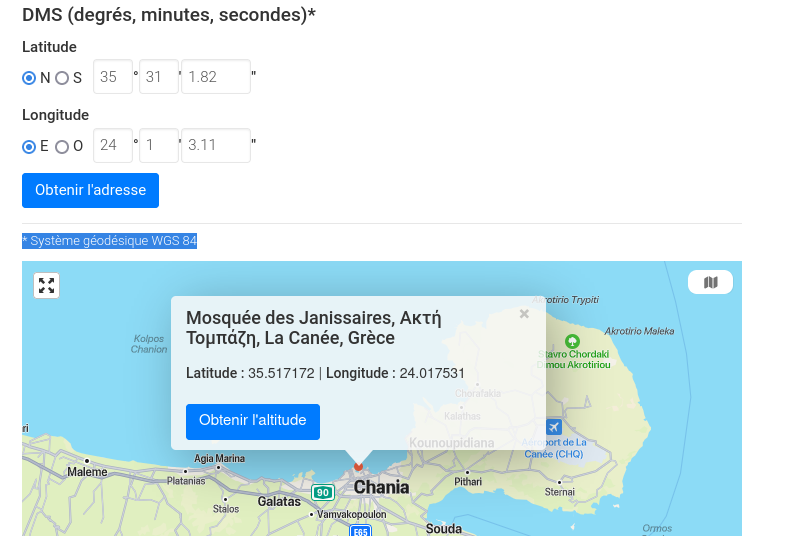 DMS (degrés, minutes, secondes)*
Latitude
N S 35 ° 31 ' 1.82 "
Longitude
E O 24 ° 1 ' 3.11 "
Obtenir l'adresse
* Système géodésique WGS 84
Mosquée des Janissaires, Ακτή
Τομπάζη, La Canée, Grèce
×
Latitude : 35.517172 | Longitude : 24.017531
Obtenir l'altitude
Akrotirio Trypiti
Akrotirio Maleka
Kolpos
Chanion
Stavro Chordaki
Dimou Akrotiriou
Chorafakia
Kalathas
Kounoupidiana
Aéroport de La
Canée (CHQ)
ri
Agia Marina
Maleme
Platanias
Chania
Pithari
Sternai
90
Galatas
Stalos
Vamvakopoulon
E65
Souda
Ormos